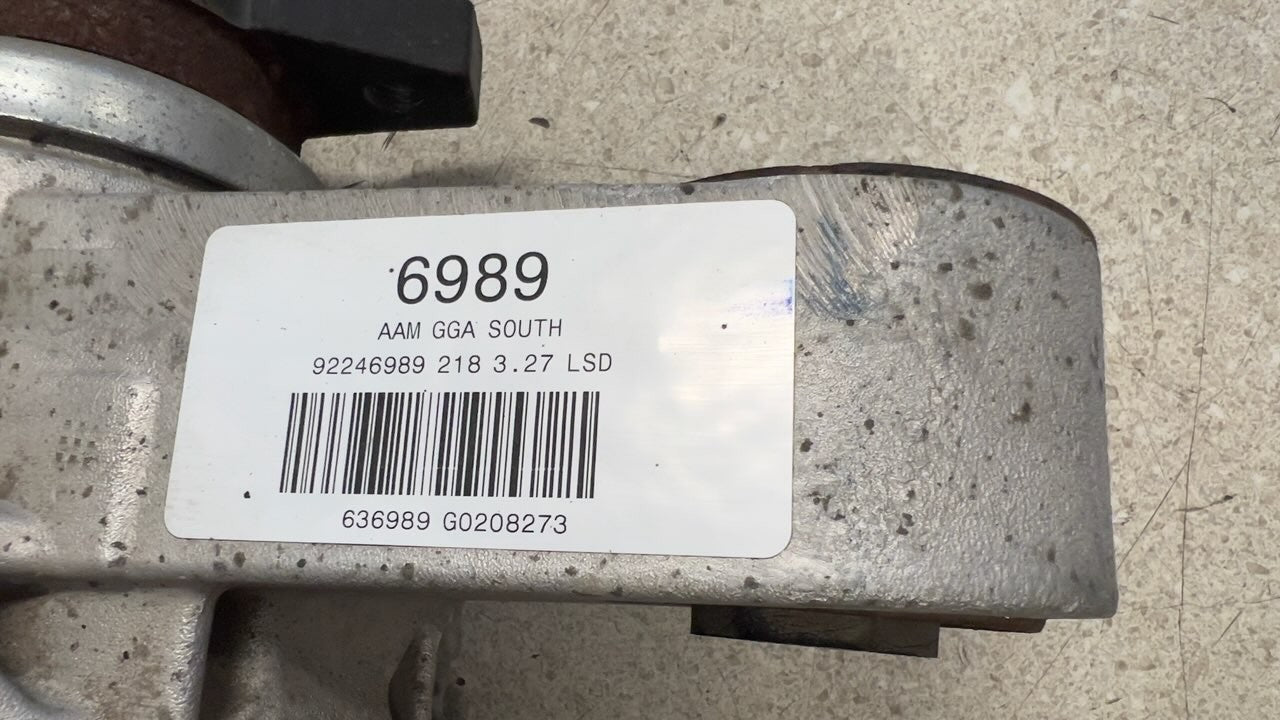 6989
AAM GGA SOUTH
92246989 218 3.27 LSD
636989 G0208273